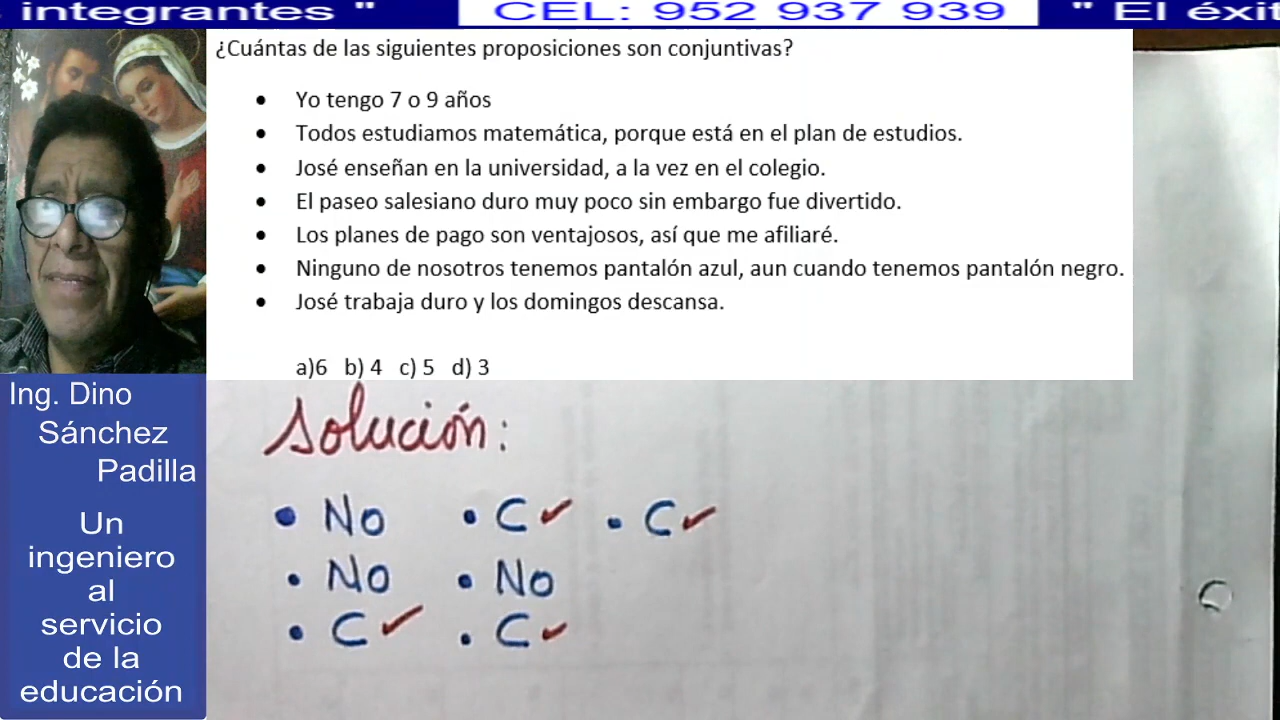 integrantes " CEL: 952 937 939 " El éxit
¿Cuántas de las siguientes proposiciones son conjuntivas?
• Yo tengo 7 o 9 años
• Todos estudiamos matemática, porque está en el plan de estudios.
• José enseñan en la universidad, a la vez en el colegio.
• El paseo salesiano duro muy poco sin embargo fue divertido.
• Los planes de pago son ventajosos, así que me afiliaré.
• Ninguno de nosotros tenemos pantalón azul, aun cuando tenemos pantalón negro.
• José trabaja duro y los domingos descansa.
a)6 b) 4 c) 5 d) 3
Ing. Dino
Sánchez
Padilla
Un
ingeniero
al
servicio
de la
educación
Solución:
• No • C ✓ • C ✓
• No • No
• C ✓ • C ✓